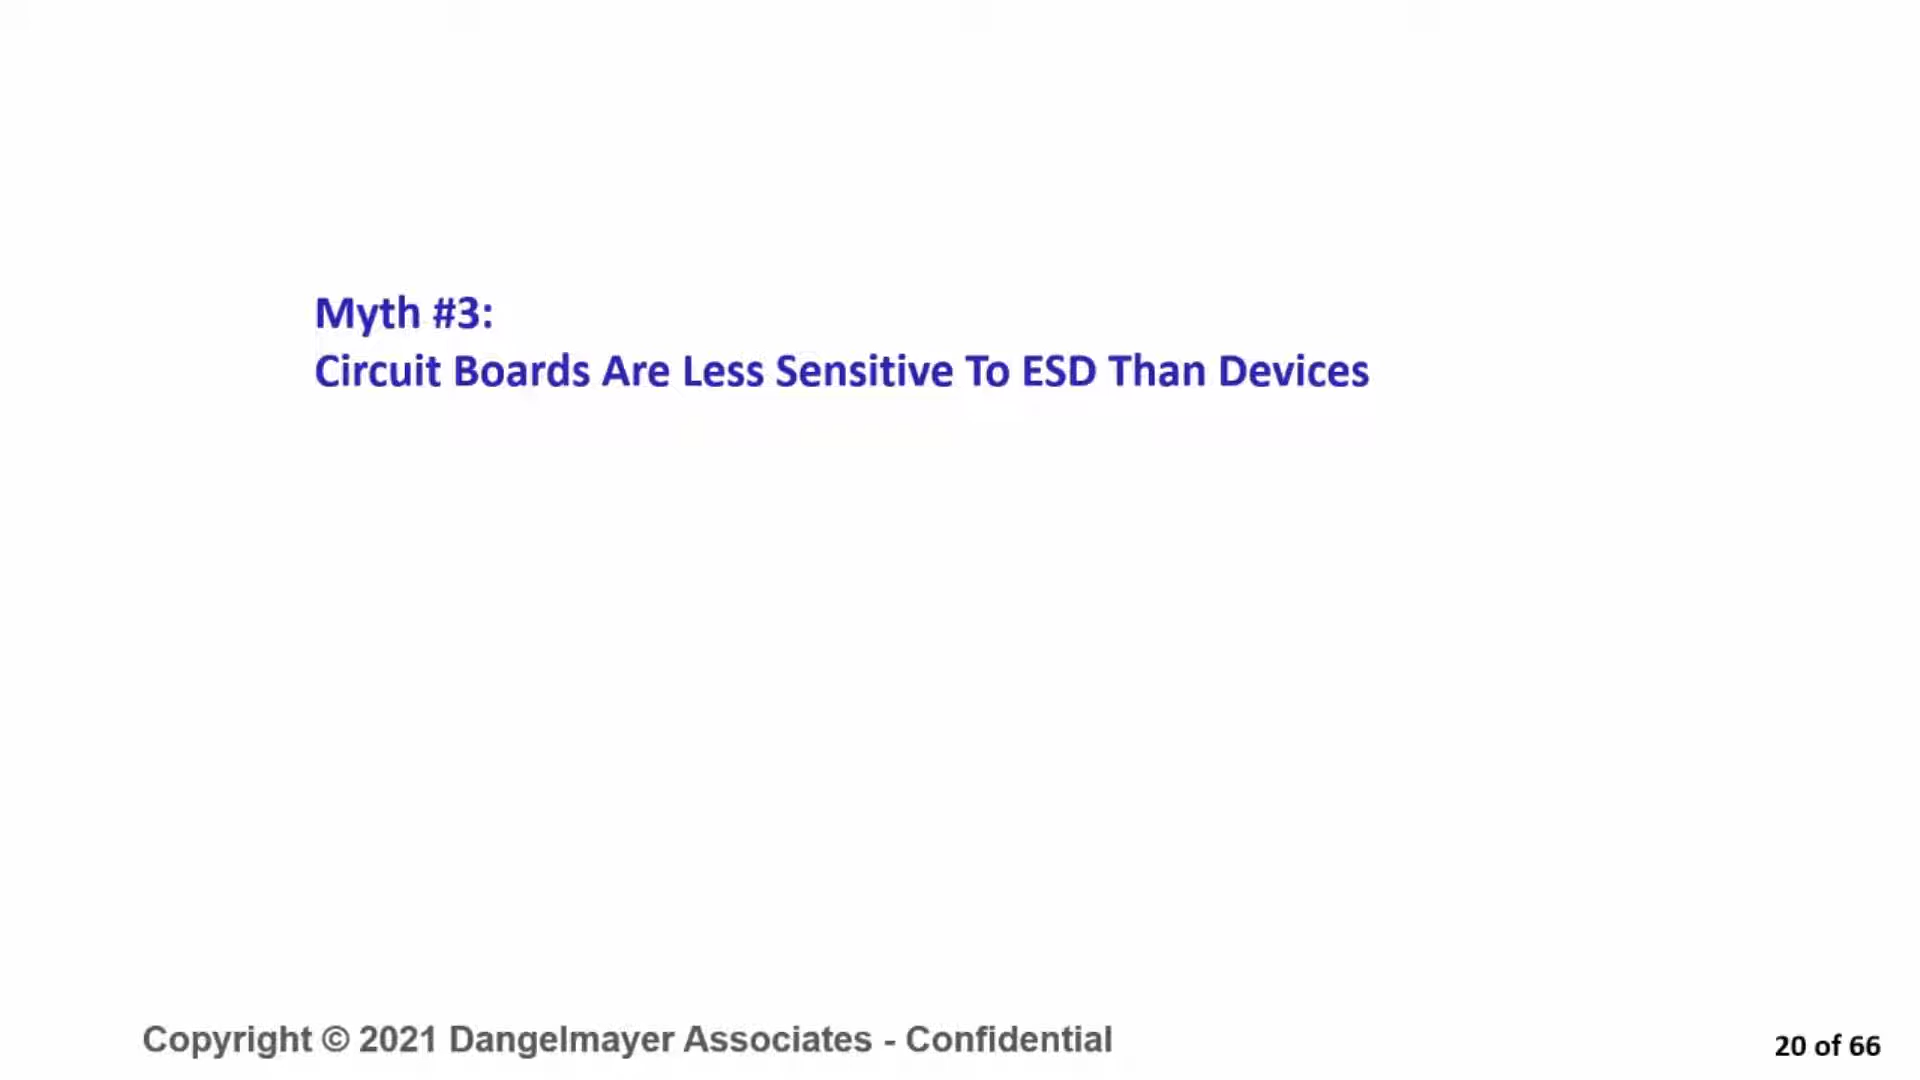 Myth #3:
Circuit Boards Are Less Sensitive To ESD Than Devices
Copyright © 2021 Dangelmayer Associates - Confidential
20 of 66